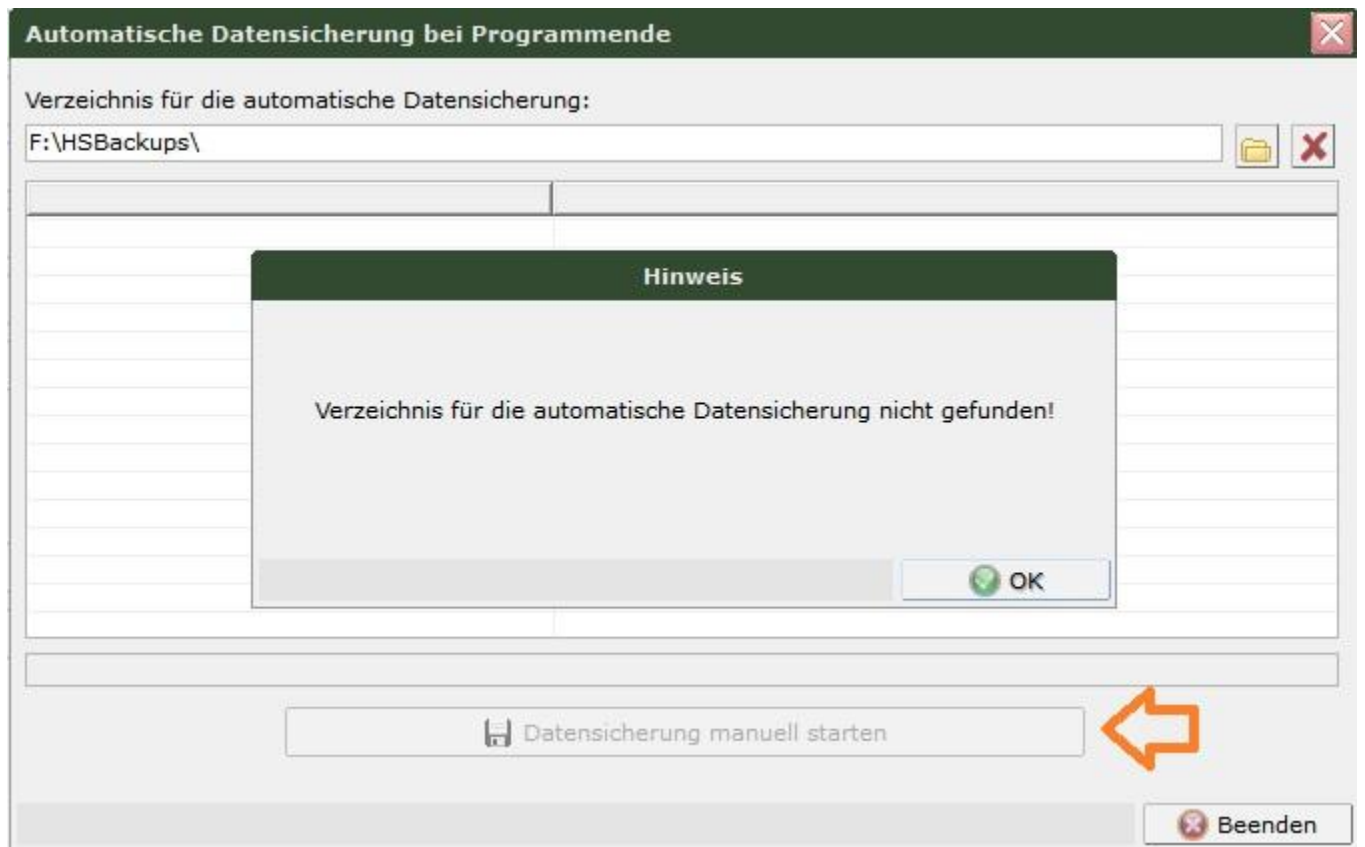 Automatische Datensicherung bei Programmende
Verzeichnis für die automatische Datensicherung:
F:\HSBackups\
Hinweis
Verzeichnis für die automatische Datensicherung nicht gefunden!
OK
Datensicherung manuell starten
Beenden